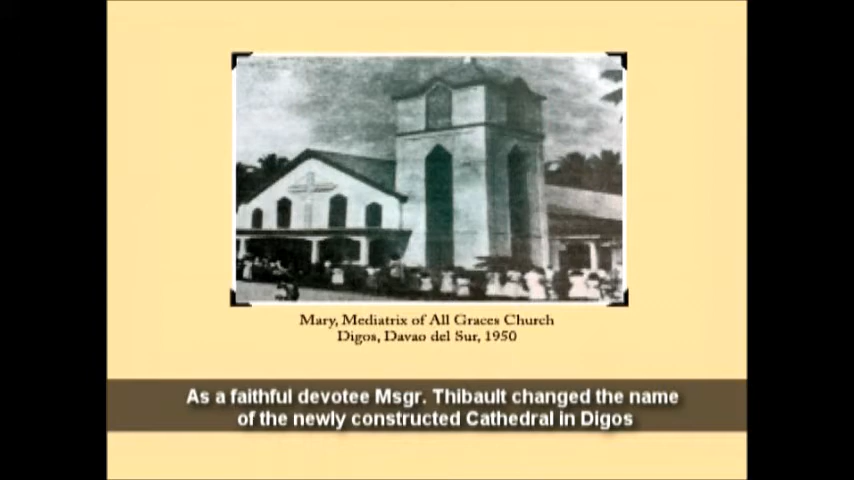 Mary, Mediatrix of All Graces Church
Digos, Davao del Sur, 1950
As a faithful devotee Msgr. Thibault changed the name
of the newly constructed Cathedral in Digos